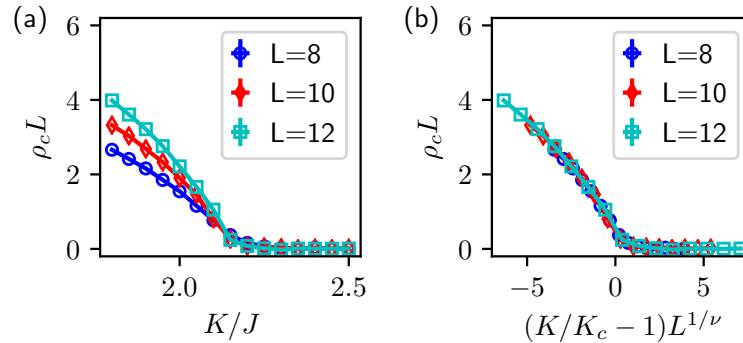 (a)
6
4
2
0
ρ_c L
L=8
L=10
L=12
2.0
2.5
K/J
(b)
6
4
2
0
ρ_c L
L=8
L=10
L=12
−5
0
5
(K/K_c − 1)L^{1/ν}